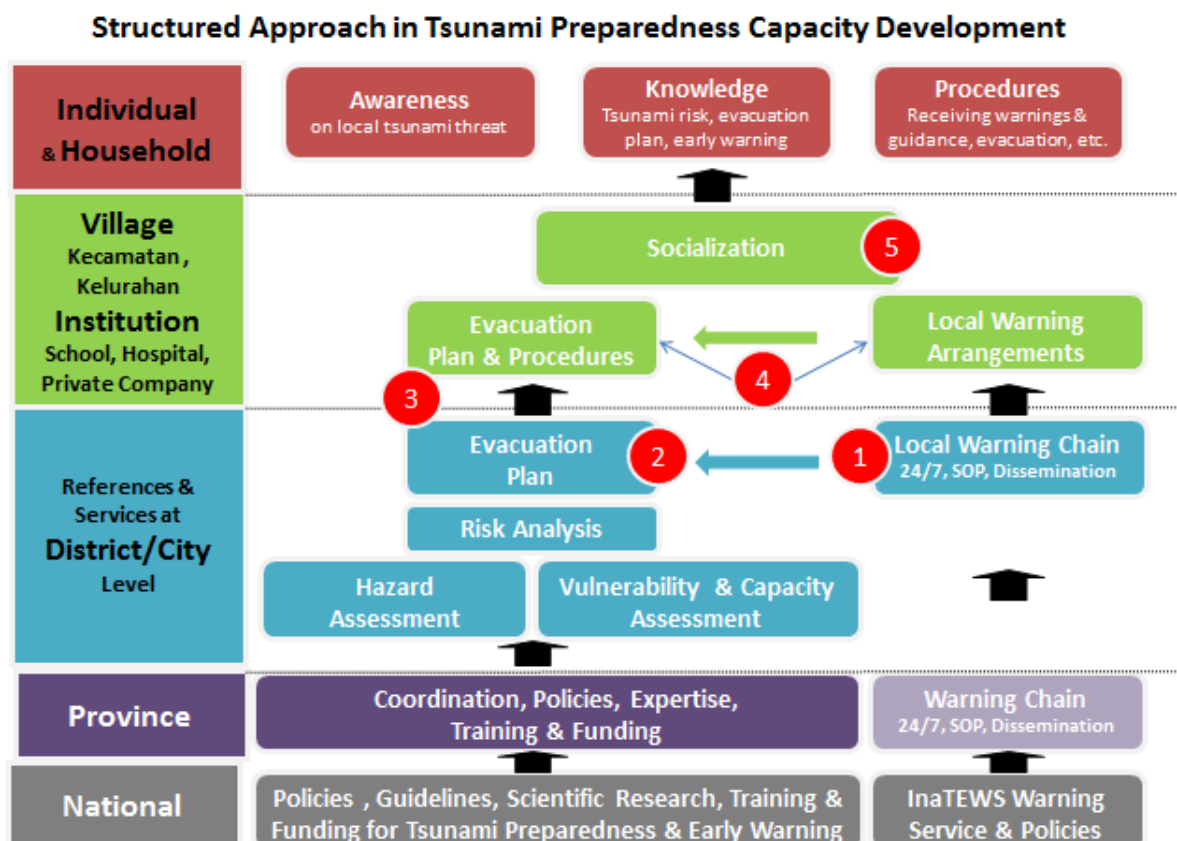 Structured Approach in Tsunami Preparedness Capacity Development
Individual
& Household
Awareness
on local tsunami threat
Knowledge
Tsunami risk, evacuation
plan, early warning
Procedures
Receiving warnings &
guidance, evacuation, etc.
Village
Kecamatan ,
Kelurahan
Institution
School, Hospital,
Private Company
Socialization
5
Evacuation
Plan & Procedures
Local Warning
Arrangements
4
3
References &
Services at
District/City
Level
Evacuation
Plan
2
1
Local Warning Chain
24/7, SOP, Dissemination
Risk Analysis
Hazard
Assessment
Vulnerability & Capacity
Assessment
Province
Coordination, Policies, Expertise,
Training & Funding
Warning Chain
24/7, SOP, Dissemination
National
Policies , Guidelines, Scientific Research, Training &
Funding for Tsunami Preparedness & Early Warning
InaTEWS Warning
Service & Policies